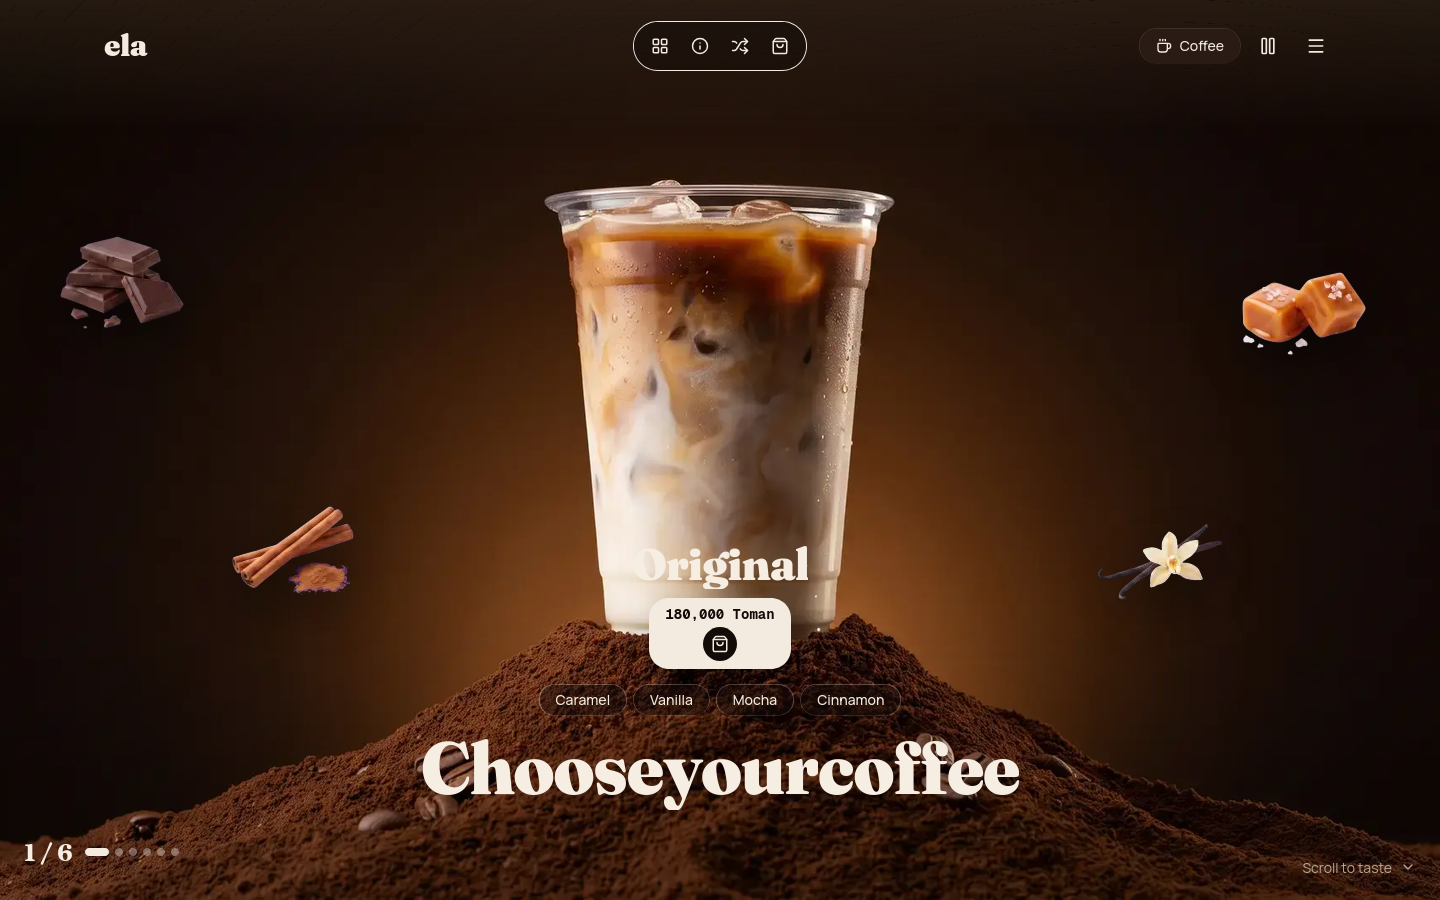 ela
Coffee
Original
180,000 Toman
Caramel
Vanilla
Mocha
Cinnamon
Chooseyourcoffee
1 / 6
Scroll to taste